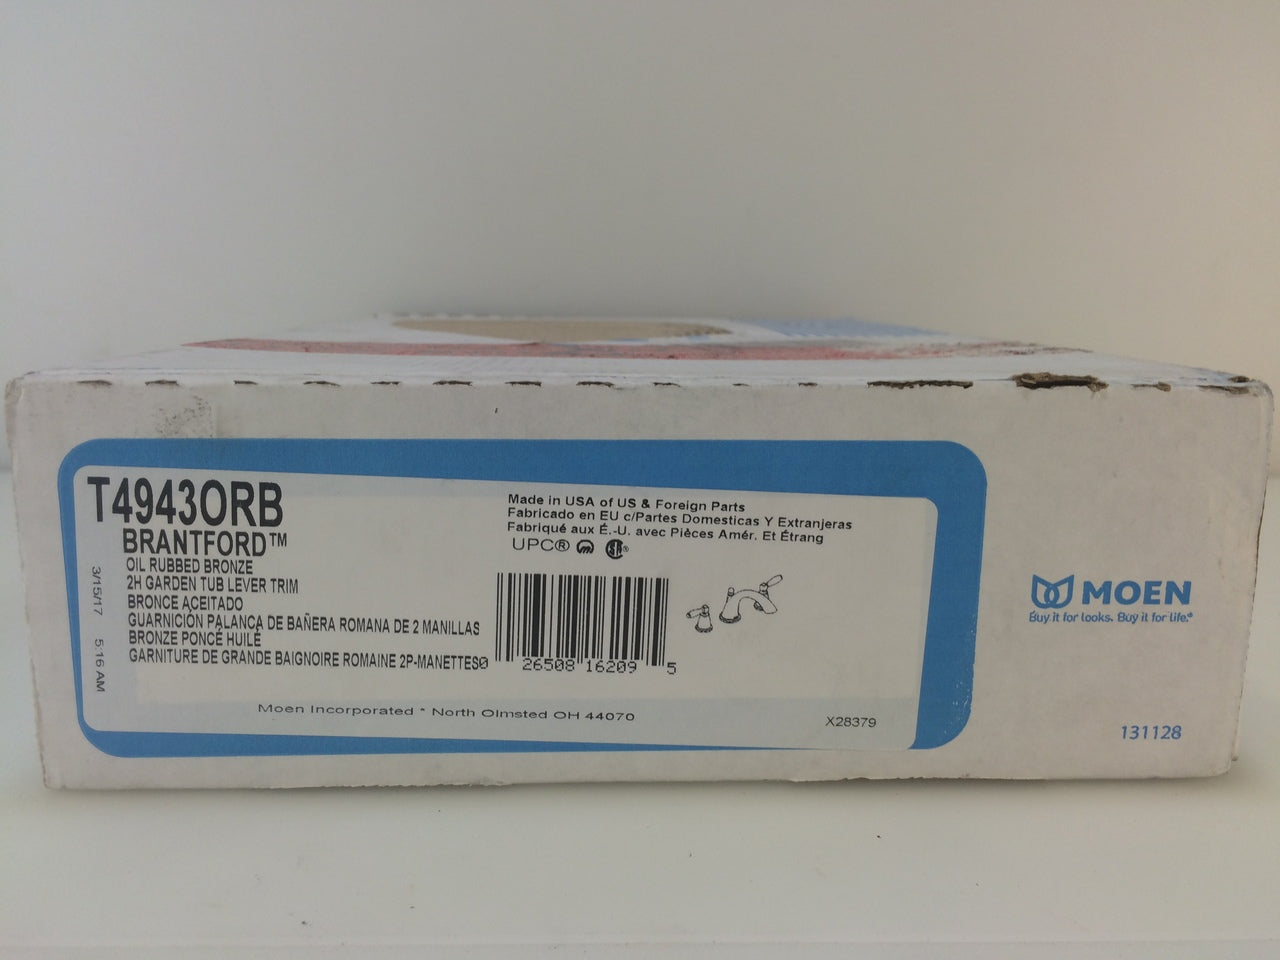 T4943ORB
BRANTFORD™
OIL RUBBED BRONZE
2H GARDEN TUB LEVER TRIM
BRONCE ACEITADO
GUARNICIÓN PALANCA DE BAÑERA ROMANA DE 2 MANILLAS
BRONZE PONCÉ HUILÉ
GARNITURE DE GRANDE BAIGNOIRE ROMAINE 2P-MANETTES
3/15/17 5:16 AM
Made in USA of US & Foreign Parts
Fabricado en EU c/Partes Domesticas Y Extranjeras
Fabriqué aux É.-U. avec Pièces Amér. Et Étrang
UPC®
0 26508 16209 5
Moen Incorporated * North Olmsted OH 44070
X28379
MOEN
Buy it for looks. Buy it for life.®
131128